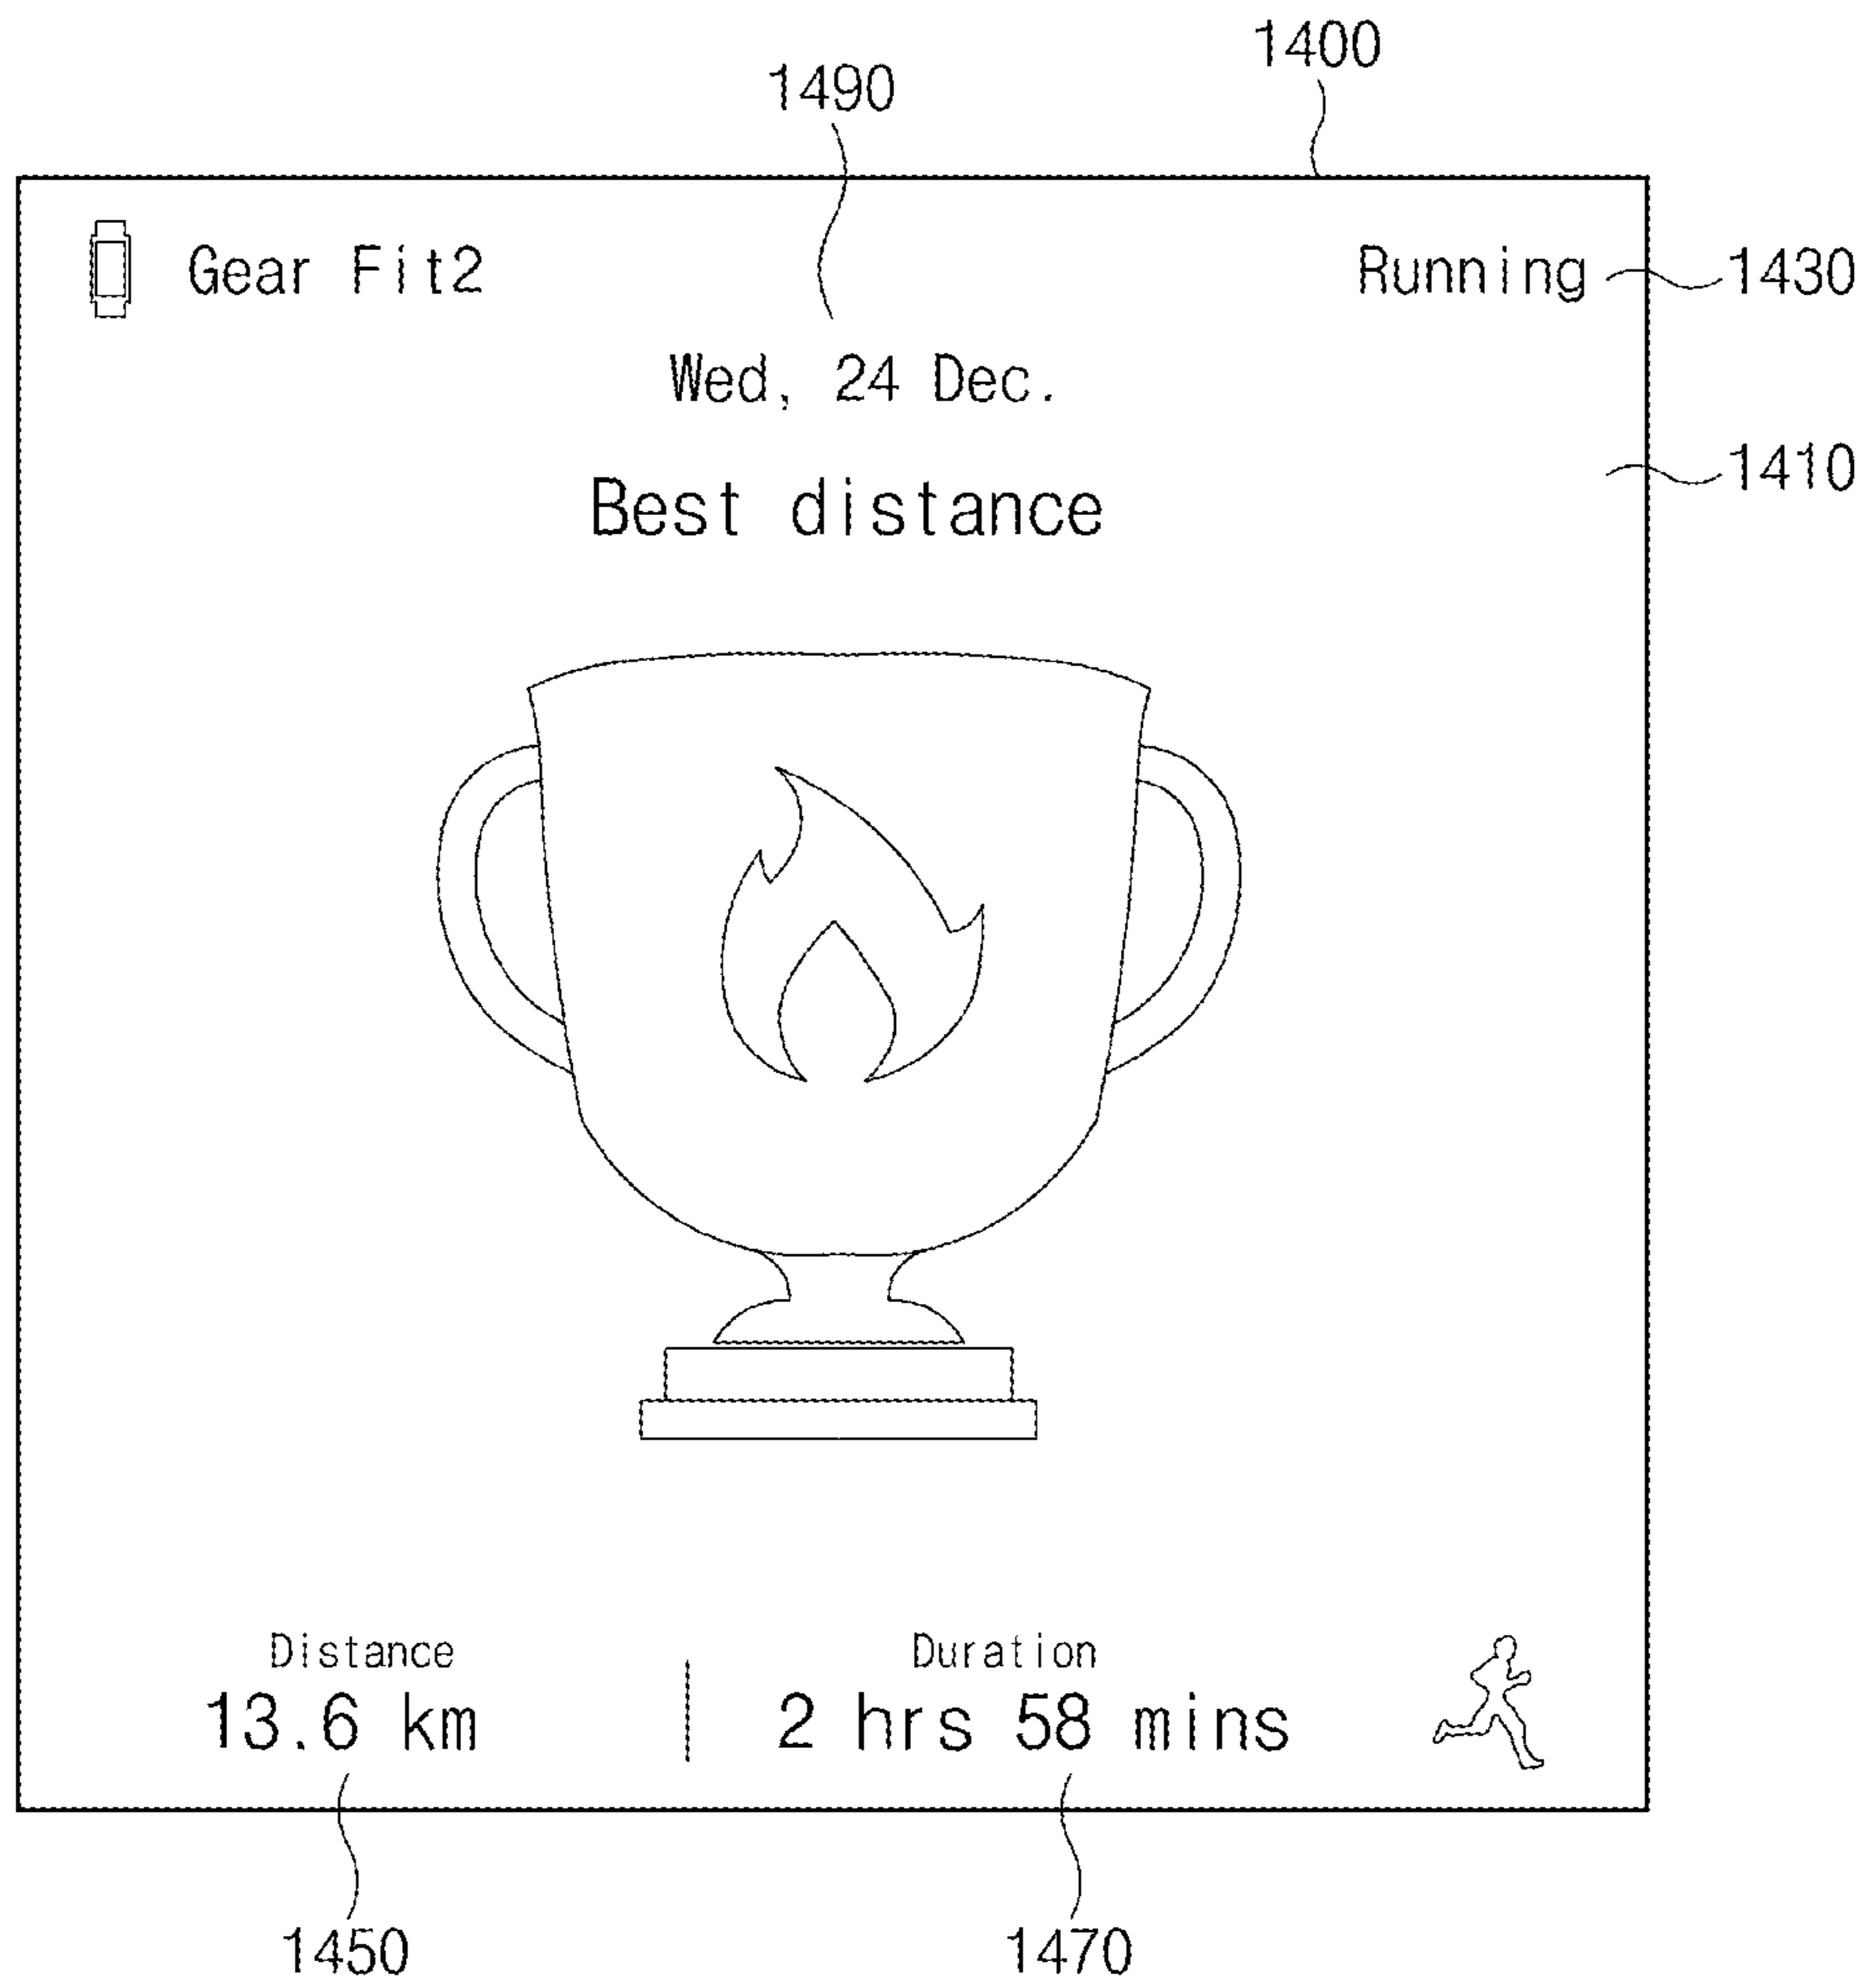 1400
1490
Gear Fit2
Running
1430
Wed, 24 Dec.
1410
Best distance
Distance
Duration
13.6 km
2 hrs 58 mins
1450
1470